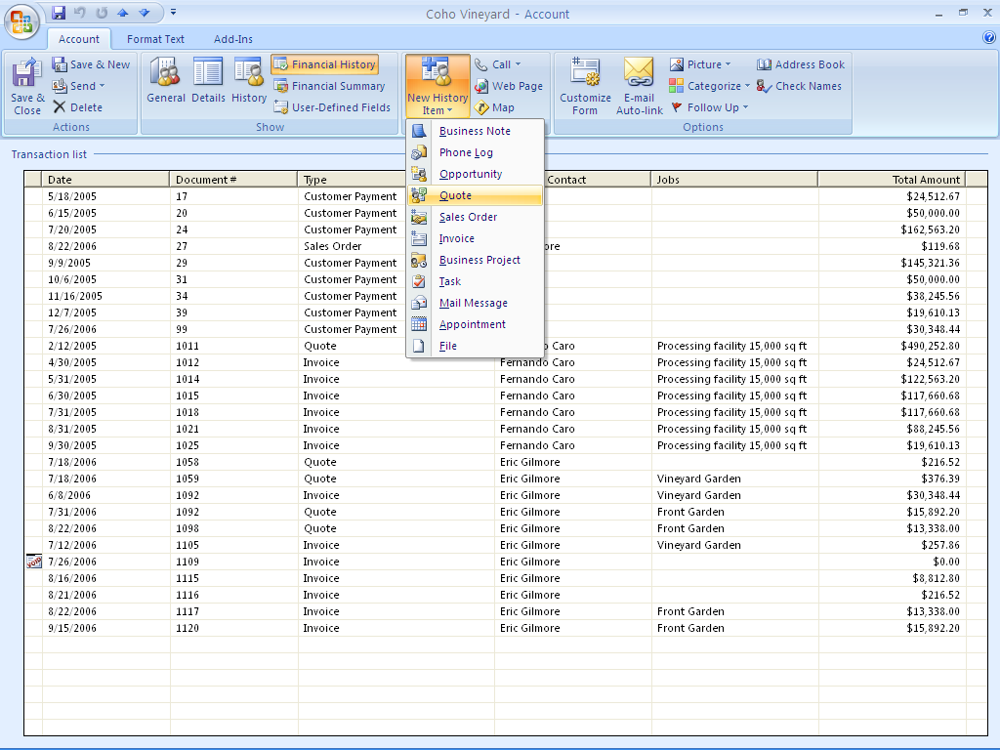 Coho Vineyard - Account
Account Format Text Add-Ins
Save & Close
Save & New
Send
Delete
Actions
General Details History
Financial History
Financial Summary
User-Defined Fields
Show
New History Item
Call
Web Page
Map
Customize Form
E-mail Auto-link
Picture
Categorize
Follow Up
Address Book
Check Names
Options
Business Note
Phone Log
Opportunity
Quote
Sales Order
Invoice
Business Project
Task
Mail Message
Appointment
File
Transaction list
Date Document # Type Contact Jobs Total Amount
5/18/2005 17 Customer Payment $24,512.67
6/15/2005 20 Customer Payment $50,000.00
7/20/2005 24 Customer Payment $162,563.20
8/22/2006 27 Sales Order ore $119.68
9/9/2005 29 Customer Payment $145,321.36
10/6/2005 31 Customer Payment $50,000.00
11/16/2005 34 Customer Payment $38,245.56
12/7/2005 39 Customer Payment $19,610.13
7/26/2006 99 Customer Payment $30,348.44
2/12/2005 1011 Quote Caro Processing facility 15,000 sq ft $490,252.80
4/30/2005 1012 Invoice Fernando Caro Processing facility 15,000 sq ft $24,512.67
5/31/2005 1014 Invoice Fernando Caro Processing facility 15,000 sq ft $122,563.20
6/30/2005 1015 Invoice Fernando Caro Processing facility 15,000 sq ft $117,660.68
7/31/2005 1018 Invoice Fernando Caro Processing facility 15,000 sq ft $117,660.68
8/31/2005 1021 Invoice Fernando Caro Processing facility 15,000 sq ft $88,245.56
9/30/2005 1025 Invoice Fernando Caro Processing facility 15,000 sq ft $19,610.13
7/18/2006 1058 Quote Eric Gilmore $216.52
7/18/2006 1059 Quote Eric Gilmore Vineyard Garden $376.39
6/8/2006 1092 Invoice Eric Gilmore Vineyard Garden $30,348.44
7/31/2006 1092 Quote Eric Gilmore Front Garden $15,892.20
8/22/2006 1098 Quote Eric Gilmore Front Garden $13,338.00
7/12/2006 1105 Invoice Eric Gilmore Vineyard Garden $257.86
VOID 7/26/2006 1109 Invoice Eric Gilmore $0.00
8/16/2006 1115 Invoice Eric Gilmore $8,812.80
8/21/2006 1116 Invoice Eric Gilmore $216.52
8/22/2006 1117 Invoice Eric Gilmore Front Garden $13,338.00
9/15/2006 1120 Invoice Eric Gilmore Front Garden $15,892.20